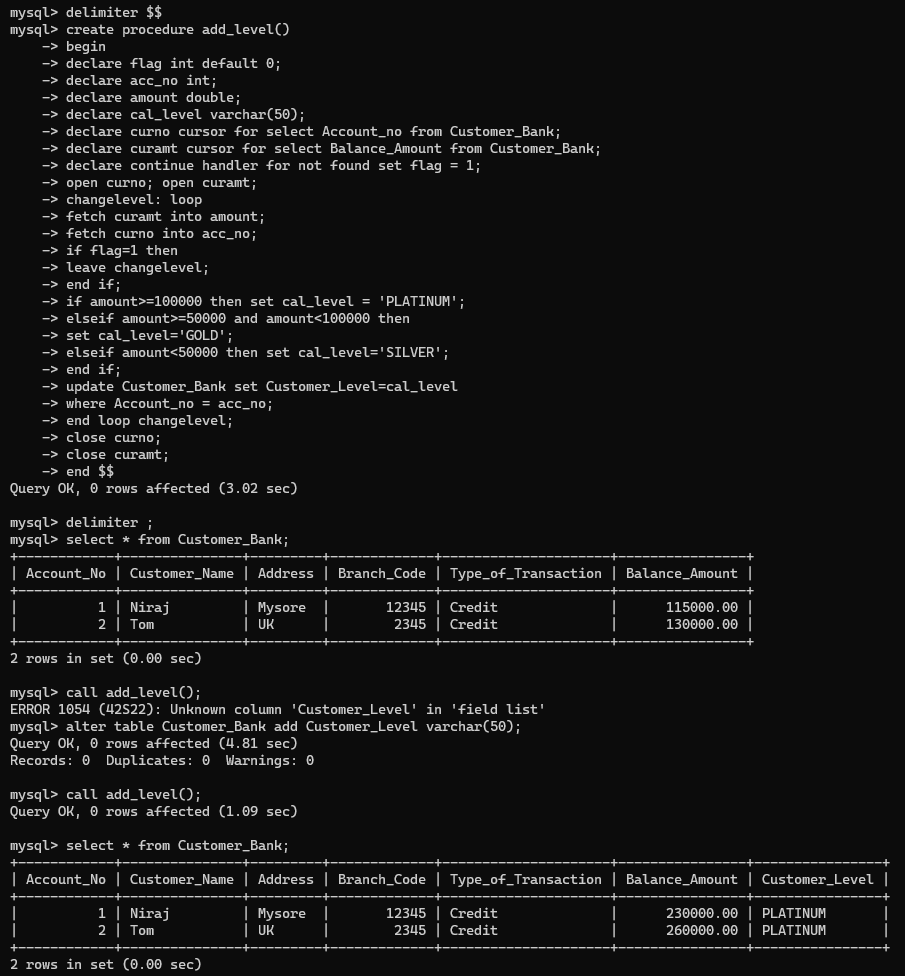 mysql> delimiter $$
mysql> create procedure add_level()
    -> begin
    -> declare flag int default 0;
    -> declare acc_no int;
    -> declare amount double;
    -> declare cal_level varchar(50);
    -> declare curno cursor for select Account_no from Customer_Bank;
    -> declare curamt cursor for select Balance_Amount from Customer_Bank;
    -> declare continue handler for not found set flag = 1;
    -> open curno; open curamt;
    -> changelevel: loop
    -> fetch curamt into amount;
    -> fetch curno into acc_no;
    -> if flag=1 then
    -> leave changelevel;
    -> end if;
    -> if amount>=100000 then set cal_level = 'PLATINUM';
    -> elseif amount>=50000 and amount<100000 then
    -> set cal_level='GOLD';
    -> elseif amount<50000 then set cal_level='SILVER';
    -> end if;
    -> update Customer_Bank set Customer_Level=cal_level
    -> where Account_no = acc_no;
    -> end loop changelevel;
    -> close curno;
    -> close curamt;
    -> end $$
Query OK, 0 rows affected (3.02 sec)

mysql> delimiter ;
mysql> select * from Customer_Bank;
+------------+---------------+---------+-------------+---------------------+----------------+
| Account_No | Customer_Name | Address | Branch_Code | Type_of_Transaction | Balance_Amount |
+------------+---------------+---------+-------------+---------------------+----------------+
|          1 | Niraj         | Mysore  |       12345 | Credit              |      115000.00 |
|          2 | Tom           | UK      |        2345 | Credit              |      130000.00 |
+------------+---------------+---------+-------------+---------------------+----------------+
2 rows in set (0.00 sec)

mysql> call add_level();
ERROR 1054 (42S22): Unknown column 'Customer_Level' in 'field list'
mysql> alter table Customer_Bank add Customer_Level varchar(50);
Query OK, 0 rows affected (4.81 sec)
Records: 0  Duplicates: 0  Warnings: 0

mysql> call add_level();
Query OK, 0 rows affected (1.09 sec)

mysql> select * from Customer_Bank;
+------------+---------------+---------+-------------+---------------------+----------------+----------------+
| Account_No | Customer_Name | Address | Branch_Code | Type_of_Transaction | Balance_Amount | Customer_Level |
+------------+---------------+---------+-------------+---------------------+----------------+----------------+
|          1 | Niraj         | Mysore  |       12345 | Credit              |      230000.00 | PLATINUM       |
|          2 | Tom           | UK      |        2345 | Credit              |      260000.00 | PLATINUM       |
+------------+---------------+---------+-------------+---------------------+----------------+----------------+
2 rows in set (0.00 sec)